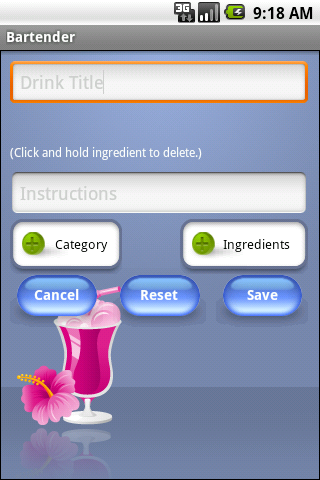 3G 9:18 AM
Bartender
Drink Title
(Click and hold ingredient to delete.)
Instructions
Category Ingredients
Cancel Reset Save